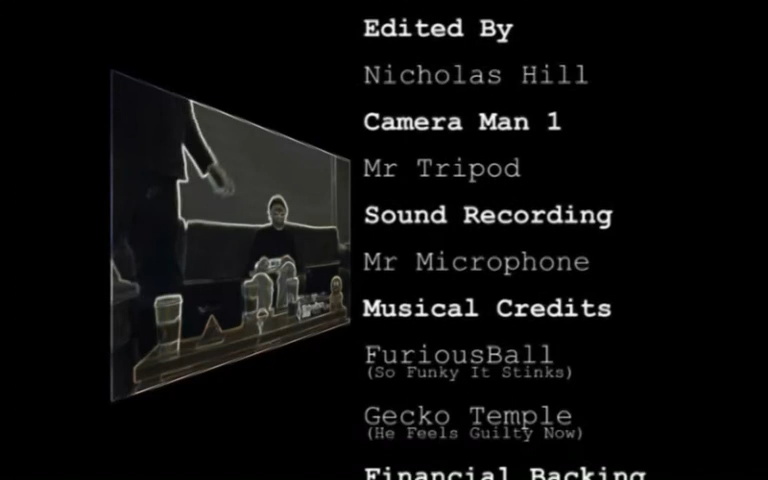 Edited By
Nicholas Hill
Camera Man 1
Mr Tripod
Sound Recording
Mr Microphone
Musical Credits
FuriousBall
(So Funky It Stinks)
Gecko Temple
(He Feels Guilty Now)
Financial Backing